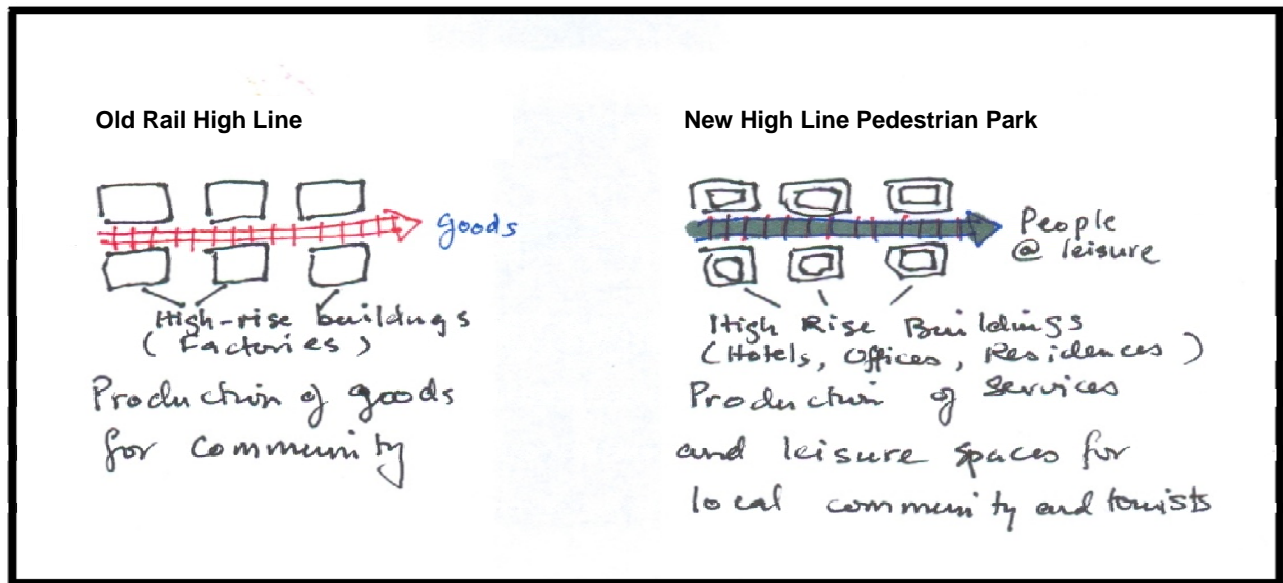 Old Rail High Line
goods
High-rise buildings
(Factories)
Production of goods
for community
New High Line Pedestrian Park
People
@ leisure
High Rise Buildings
(Hotels, Offices, Residences)
Production of services
and leisure spaces for
local community and tourists